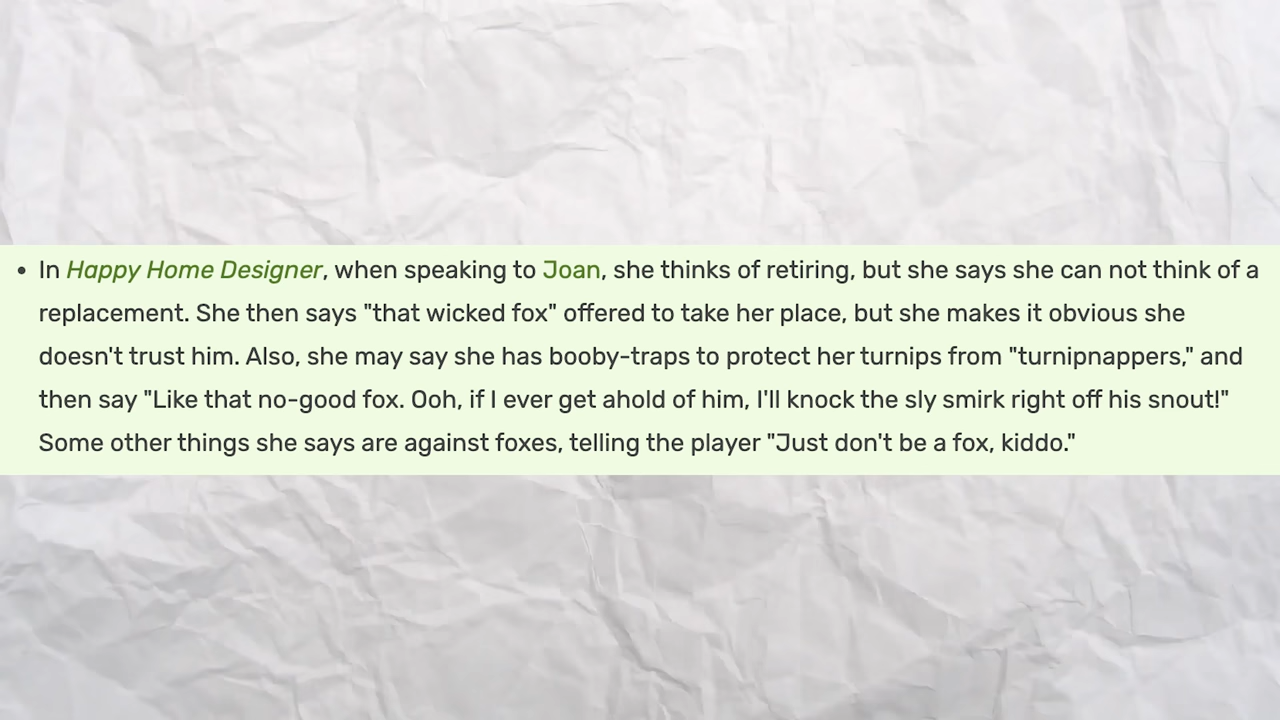 • In Happy Home Designer, when speaking to Joan, she thinks of retiring, but she says she can not think of a
replacement. She then says "that wicked fox" offered to take her place, but she makes it obvious she
doesn't trust him. Also, she may say she has booby-traps to protect her turnips from "turnipnappers," and
then say "Like that no-good fox. Ooh, if I ever get ahold of him, I'll knock the sly smirk right off his snout!"
Some other things she says are against foxes, telling the player "Just don't be a fox, kiddo."